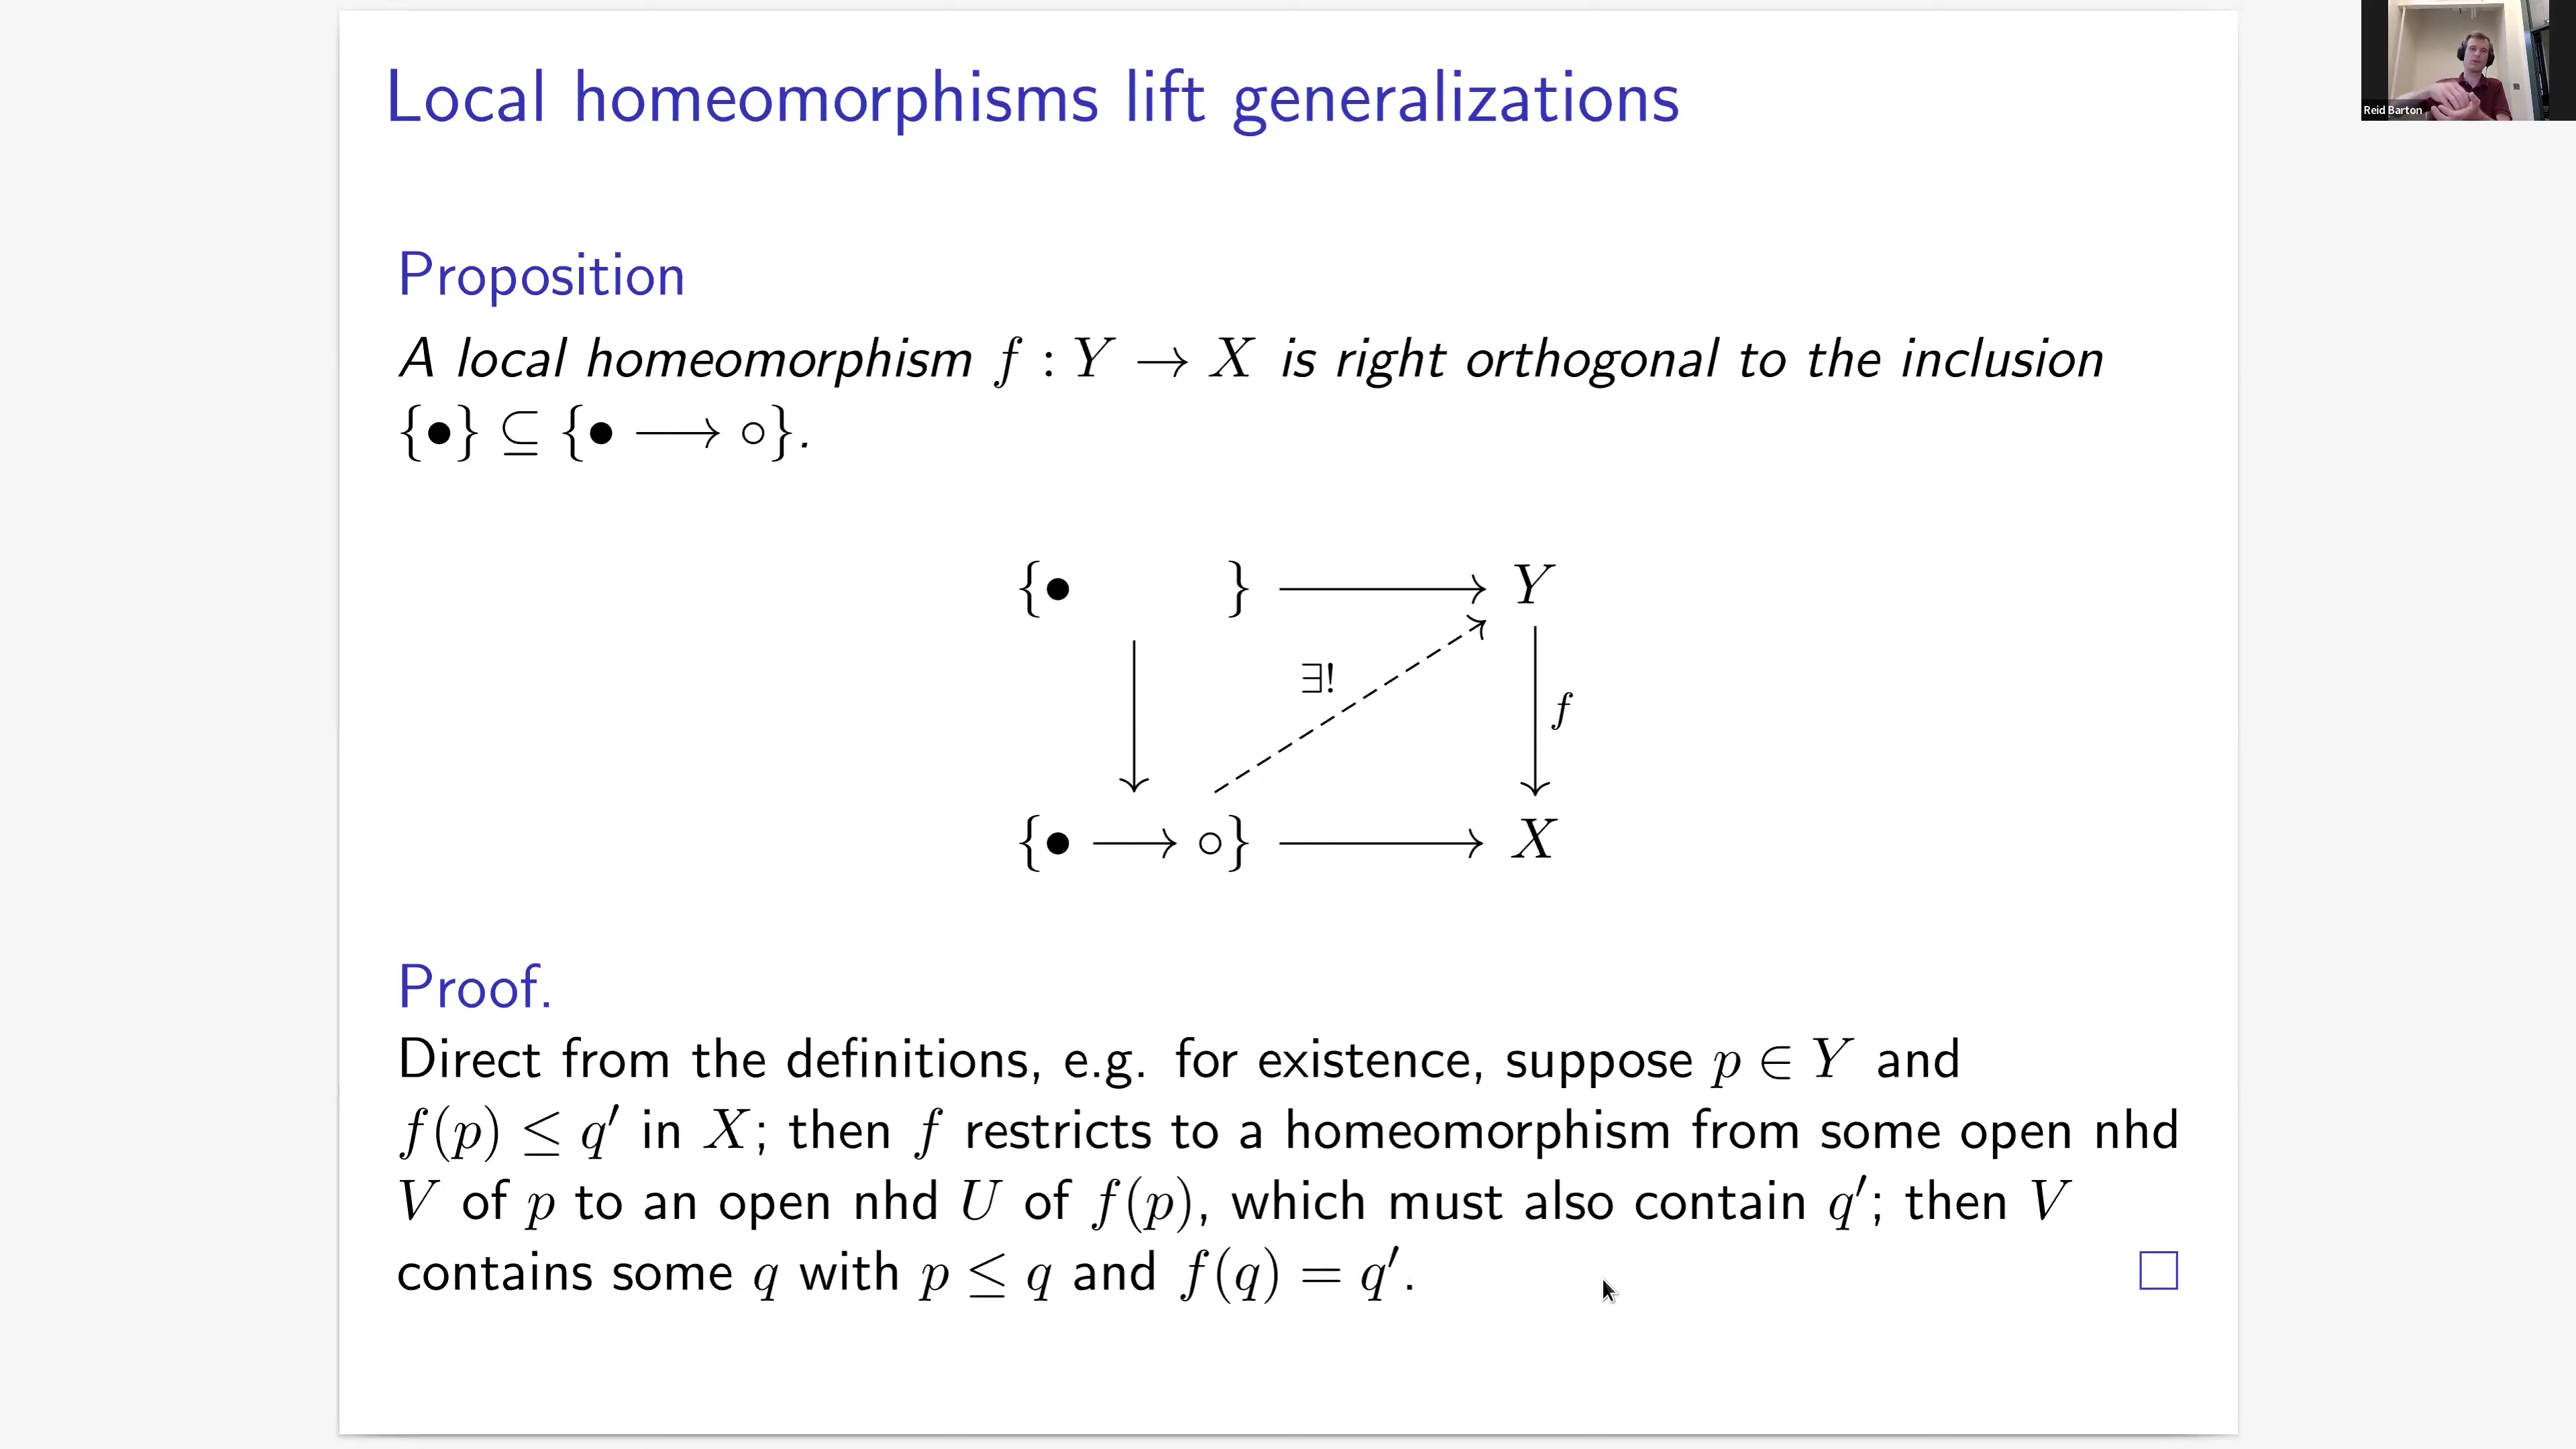 Local homeomorphisms lift generalizations
Reid Barton
Proposition
A local homeomorphism f : Y → X is right orthogonal to the inclusion
{•} ⊆ {• ⟶ ∘}.
{• } ⟶ Y
∃!
f
{• ⟶ ∘} ⟶ X
Proof.
Direct from the definitions, e.g. for existence, suppose p ∈ Y and
f(p) ≤ q′ in X; then f restricts to a homeomorphism from some open nhd
V of p to an open nhd U of f(p), which must also contain q′; then V
contains some q with p ≤ q and f(q) = q′. □